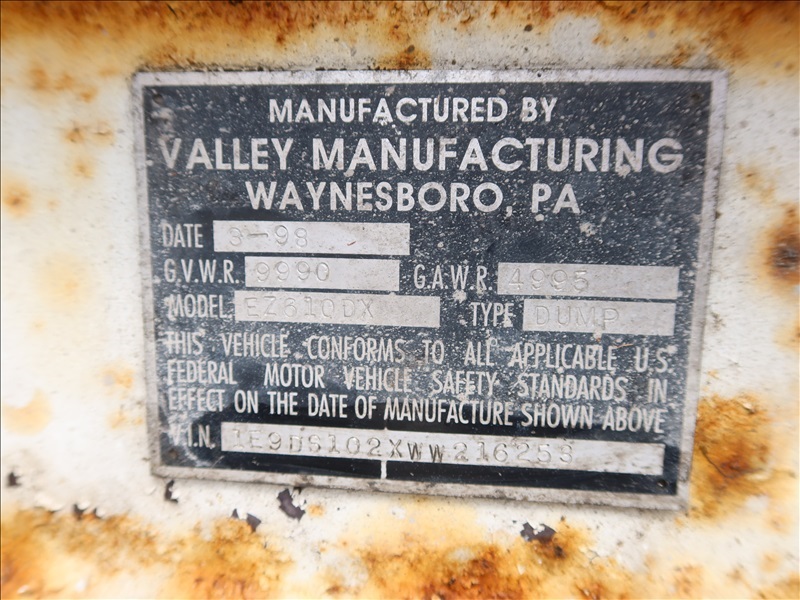 MANUFACTURED BY
VALLEY MANUFACTURING
WAYNESBORO, PA
DATE 3-98
G.V.W.R. 9990 G.A.W.R. 4995
MODEL EZ610DX TYPE DUMP
THIS VEHICLE CONFORMS TO ALL APPLICABLE U.S.
FEDERAL MOTOR VEHICLE SAFETY STANDARDS IN
EFFECT ON THE DATE OF MANUFACTURE SHOWN ABOVE
V.I.N. 1E9DS102XWW216253